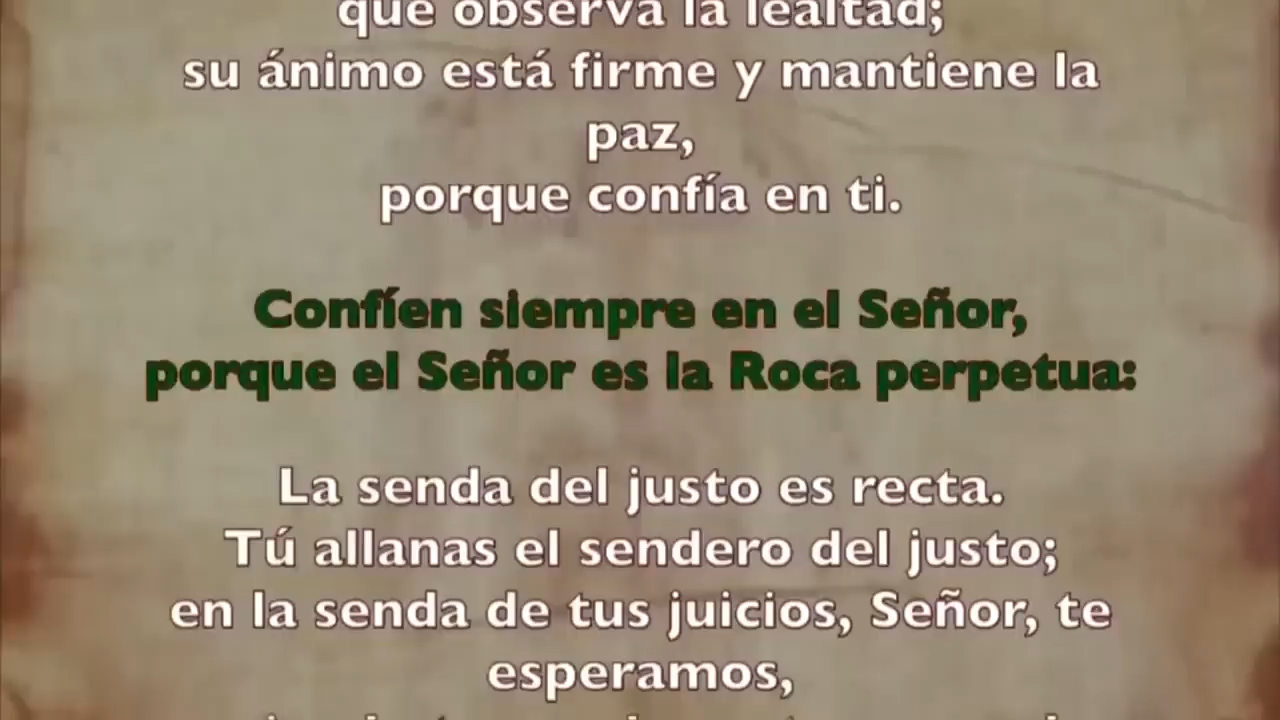 que observa la lealtad;
su ánimo está firme y mantiene la
paz,
porque confía en ti.
Confíen siempre en el Señor,
porque el Señor es la Roca perpetua:
La senda del justo es recta.
Tú allanas el sendero del justo;
en la senda de tus juicios, Señor, te
esperamos,